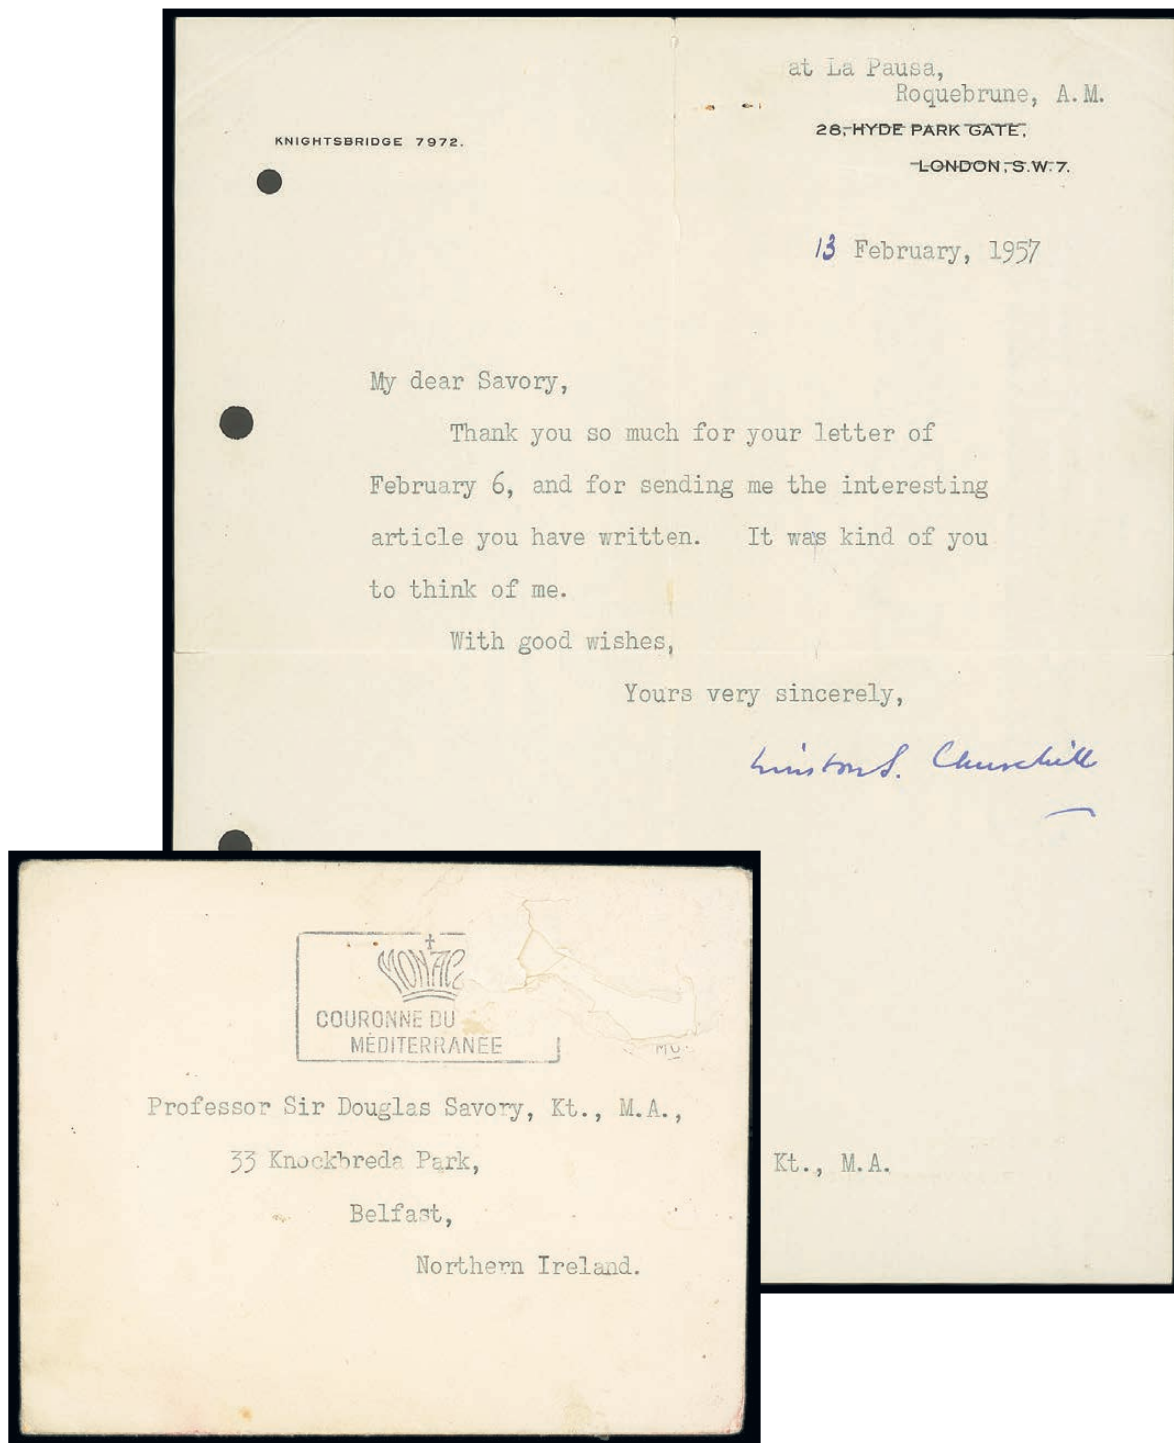 at La Pausa,
Roquebrune, A.M.
KNIGHTSBRIDGE 7972.
28, HYDE PARK GATE,
LONDON, S.W.7.
13 February, 1957
My dear Savory,
Thank you so much for your letter of
February 6, and for sending me the interesting
article you have written. It was kind of you
to think of me.
With good wishes,
Yours very sincerely,
Winston S. Churchill
Kt., M.A.
MONAC
COURONNE DU
MÉDITERRANÉE
Professor Sir Douglas Savory, Kt., M.A.,
33 Knockbreda Park,
Belfast,
Northern Ireland.